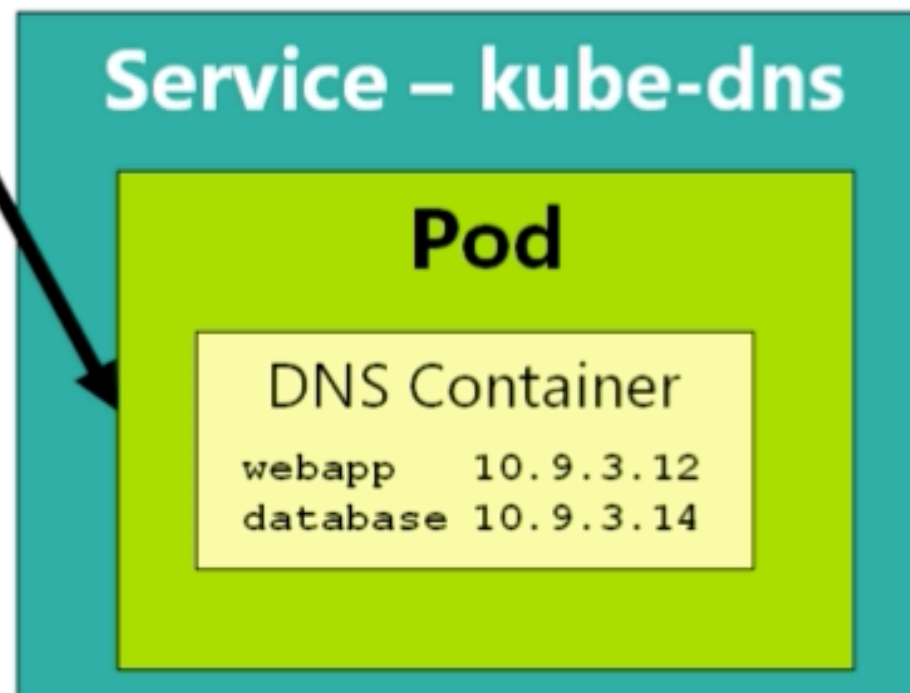 Service – kube-dns
Pod
DNS Container
webapp 10.9.3.12
database 10.9.3.14